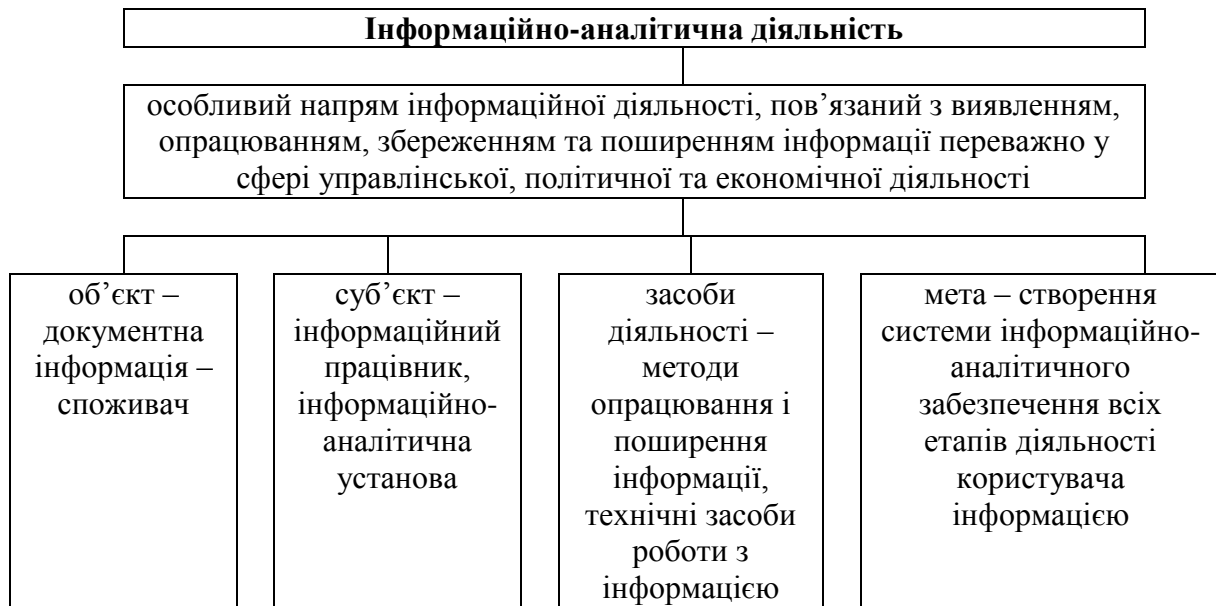 Інформаційно-аналітична діяльність
особливий напрям інформаційної діяльності, пов’язаний з виявленням,
опрацюванням, збереженням та поширенням інформації переважно у
сфері управлінської, політичної та економічної діяльності
об’єкт –
документна
інформація –
споживач
суб’єкт –
інформаційний
працівник,
інформаційно-
аналітична
установа
засоби
діяльності –
методи
опрацювання і
поширення
інформації,
технічні засоби
роботи з
інформацією
мета – створення
системи інформаційно-
аналітичного
забезпечення всіх
етапів діяльності
користувача
інформацією